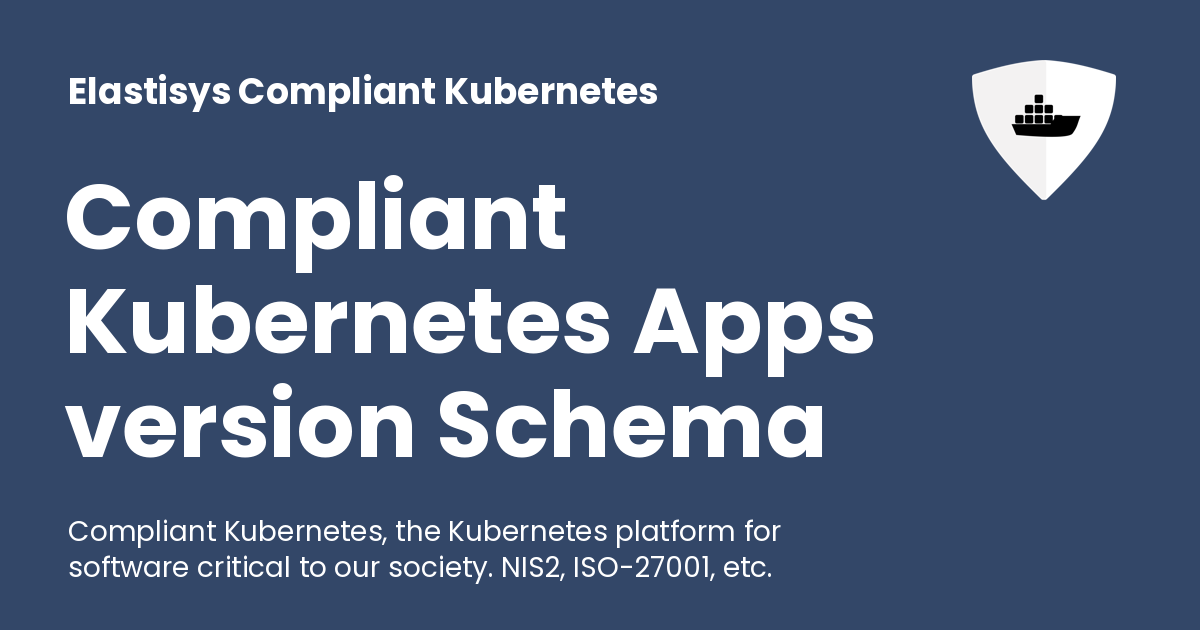 Elastisys Compliant Kubernetes
Compliant
Kubernetes Apps
version Schema
Compliant Kubernetes, the Kubernetes platform for
software critical to our society. NIS2, ISO-27001, etc.